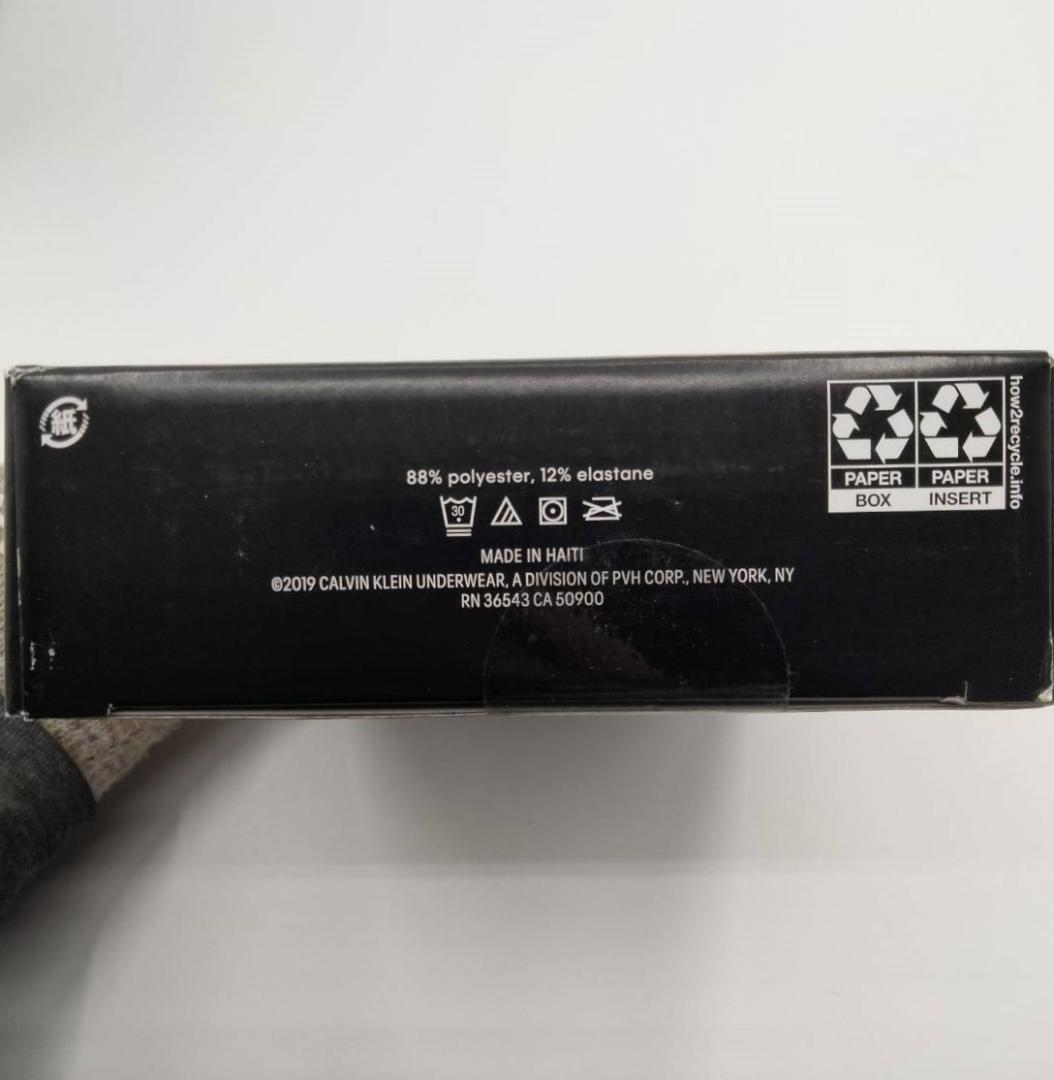 紙
88% polyester, 12% elastane
30
MADE IN HAITI
©2019 CALVIN KLEIN UNDERWEAR, A DIVISION OF PVH CORP., NEW YORK, NY
RN 36543 CA 50900
PAPER PAPER
BOX INSERT
how2recycle.info